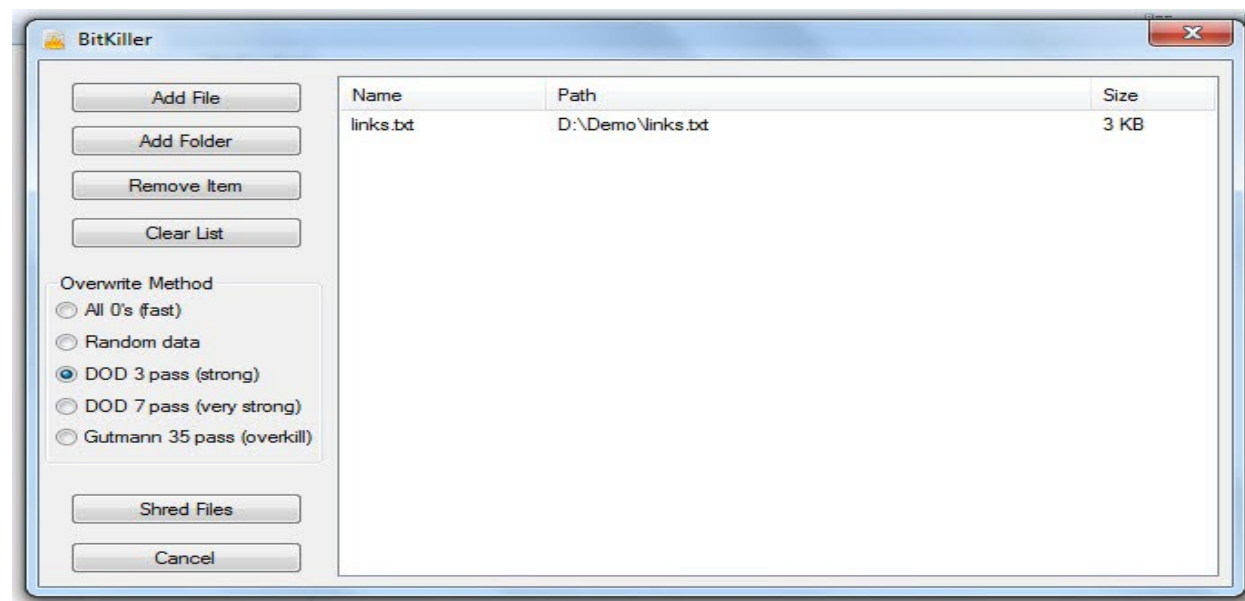 BitKiller
Add File
Add Folder
Remove Item
Clear List
Overwrite Method
All 0's (fast)
Random data
DOD 3 pass (strong)
DOD 7 pass (very strong)
Gutmann 35 pass (overkill)
Shred Files
Cancel
Name Path Size
links.txt D:\Demo\links.txt 3 KB